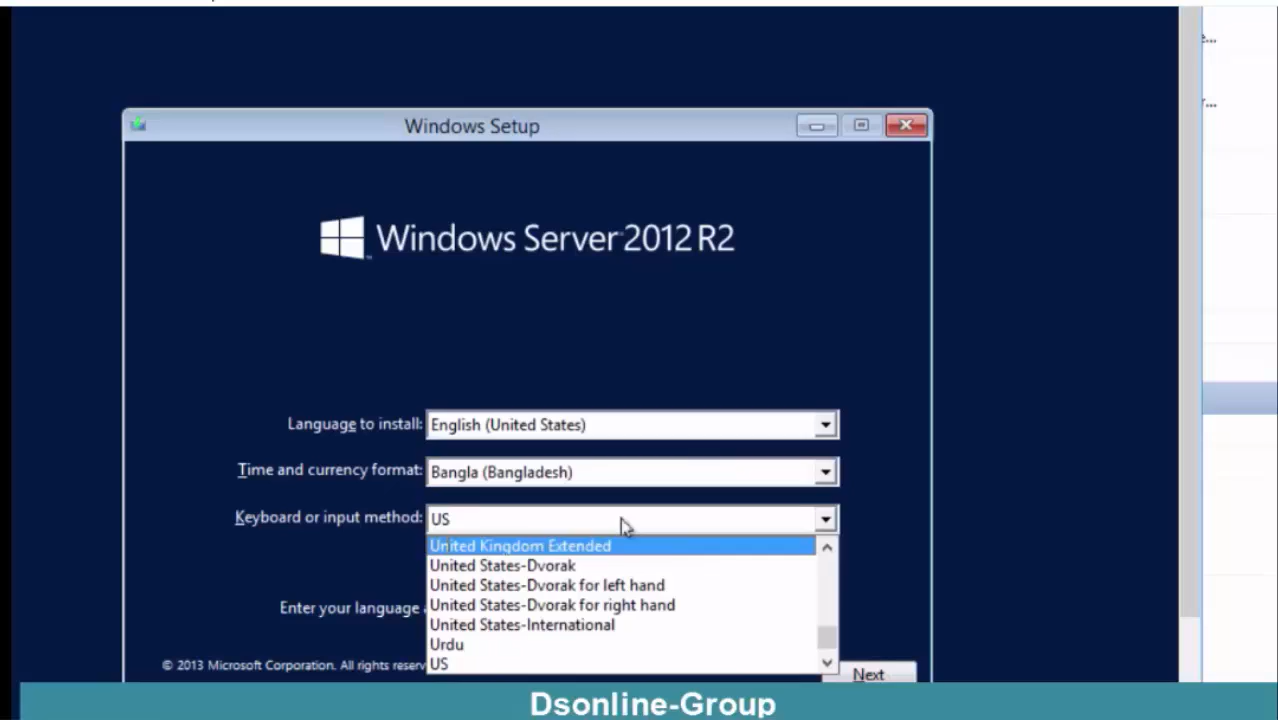 Windows Setup
Windows Server 2012 R2
Language to install: English (United States)
Time and currency format: Bangla (Bangladesh)
Keyboard or input method: US
United Kingdom Extended
United States-Dvorak
United States-Dvorak for left hand
United States-Dvorak for right hand
United States-International
Enter your language
Urdu
US
© 2013 Microsoft Corporation. All rights
Next
Dsonline-Group